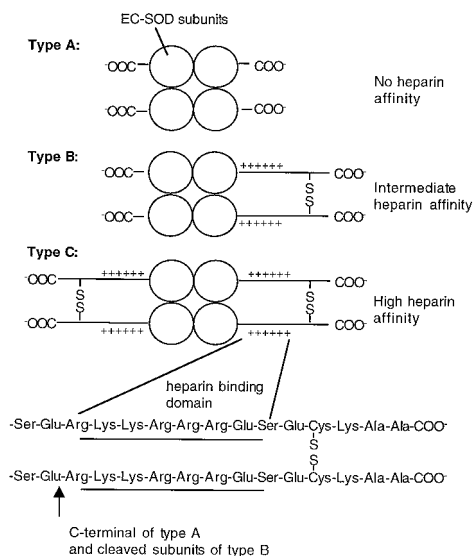 EC-SOD subunits
Type A:
-OOC- -COO-
-OOC- -COO-
No heparin
affinity
Type B:
-OOC- ++++++ COO-
S
S
-OOC- ++++++ COO-
Intermediate
heparin affinity
Type C:
-OOC ++++++ ++++++ COO-
S S
S S
-OOC ++++++ ++++++ COO-
High heparin
affinity
heparin binding
domain
-Ser-Glu-Arg-Lys-Lys-Arg-Arg-Arg-Glu-Ser-Glu-Cys-Lys-Ala-Ala-COO-
S
S
-Ser-Glu-Arg-Lys-Lys-Arg-Arg-Arg-Glu-Ser-Glu-Cys-Lys-Ala-Ala-COO-
C-terminal of type A
and cleaved subunits of type B